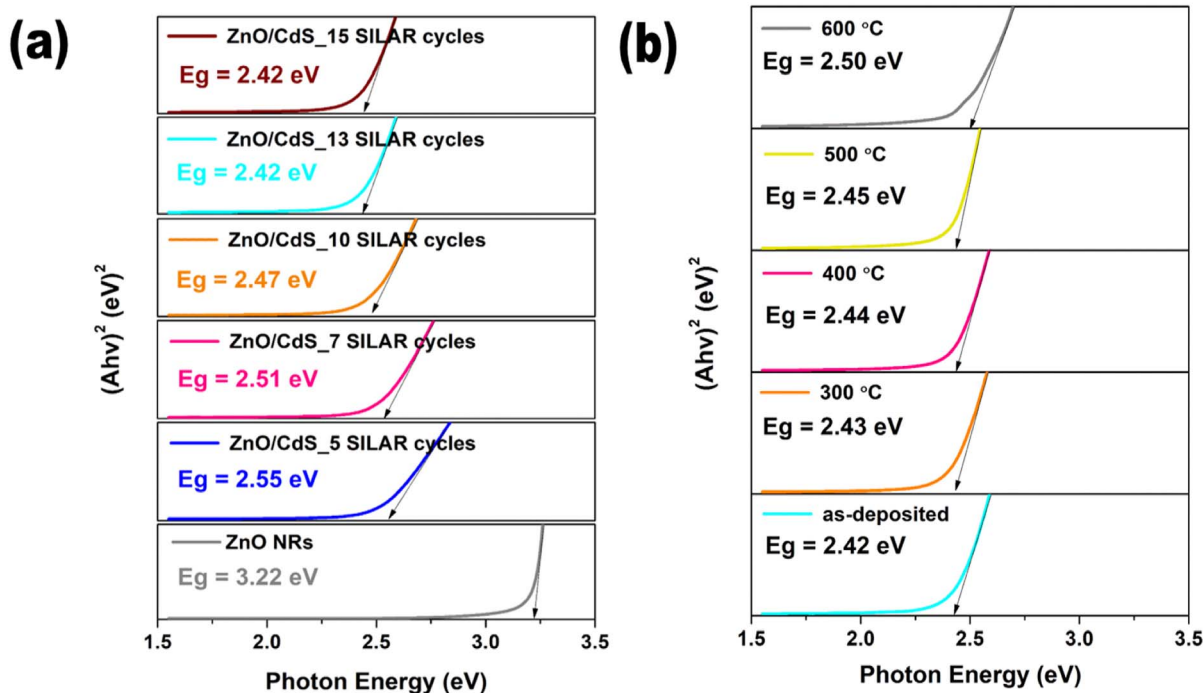 (a)
ZnO/CdS_15 SILAR cycles
Eg = 2.42 eV
ZnO/CdS_13 SILAR cycles
Eg = 2.42 eV
ZnO/CdS_10 SILAR cycles
Eg = 2.47 eV
ZnO/CdS_7 SILAR cycles
Eg = 2.51 eV
ZnO/CdS_5 SILAR cycles
Eg = 2.55 eV
ZnO NRs
Eg = 3.22 eV
(Ahv)² (eV)²
1.5 2.0 2.5 3.0 3.5
Photon Energy (eV)
(b)
600 °C
Eg = 2.50 eV
500 °C
Eg = 2.45 eV
400 °C
Eg = 2.44 eV
300 °C
Eg = 2.43 eV
as-deposited
Eg = 2.42 eV
(Ahv)² (eV)²
1.5 2.0 2.5 3.0 3.5
Photon Energy (eV)